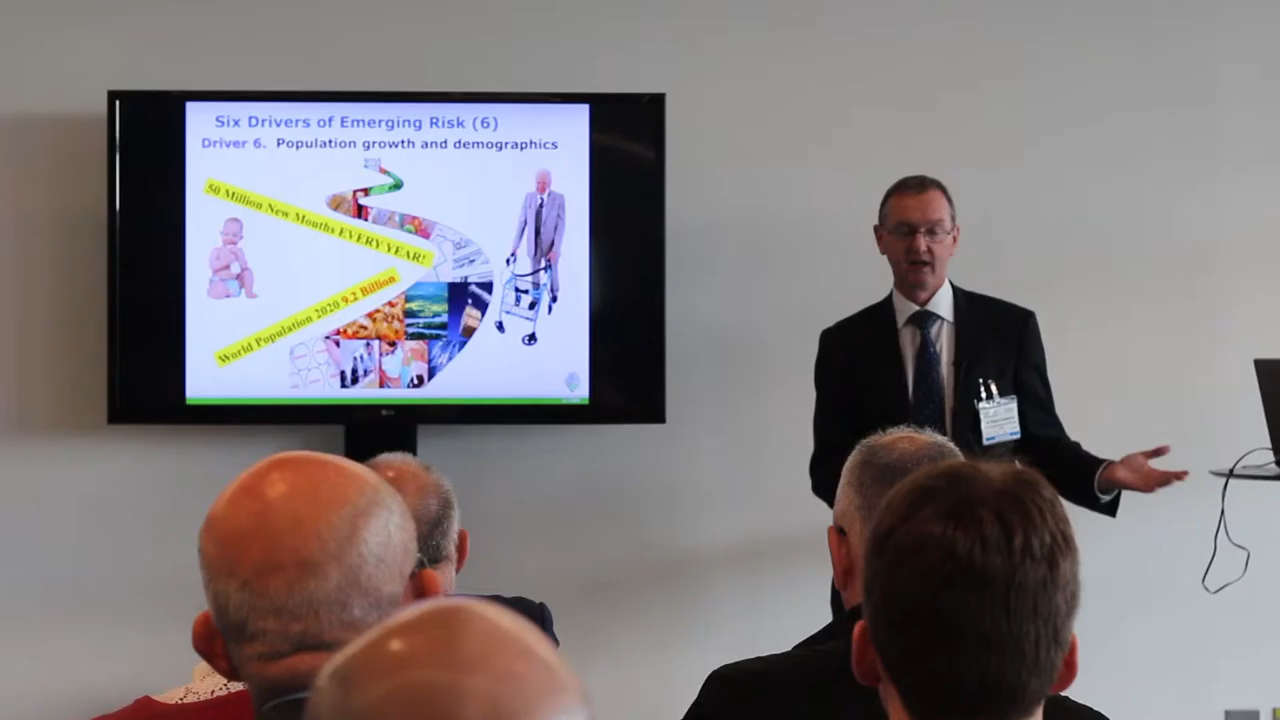 Six Drivers of Emerging Risk (6)
Driver 6. Population growth and demographics
50 Million New Mouths EVERY YEAR!
World Population 2020 9.2 Billion
LG